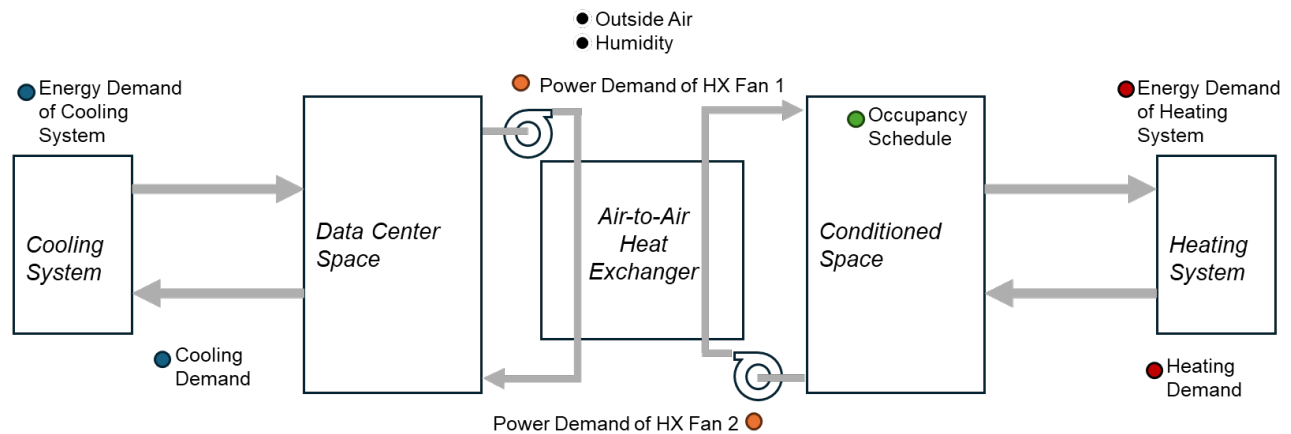 Outside Air
Humidity
Energy Demand
of Cooling
System
Power Demand of HX Fan 1
Occupancy
Schedule
Energy Demand
of Heating
System
Cooling
System
Data Center
Space
Air-to-Air
Heat
Exchanger
Conditioned
Space
Heating
System
Cooling
Demand
Power Demand of HX Fan 2
Heating
Demand